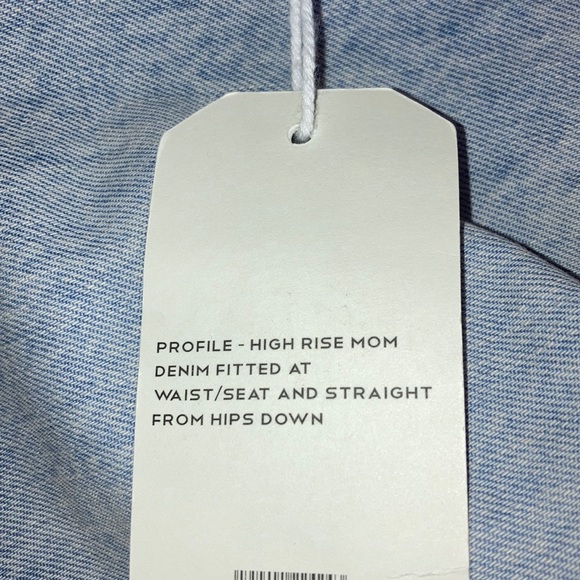 PROFILE - HIGH RISE MOM
DENIM FITTED AT
WAIST/SEAT AND STRAIGHT
FROM HIPS DOWN